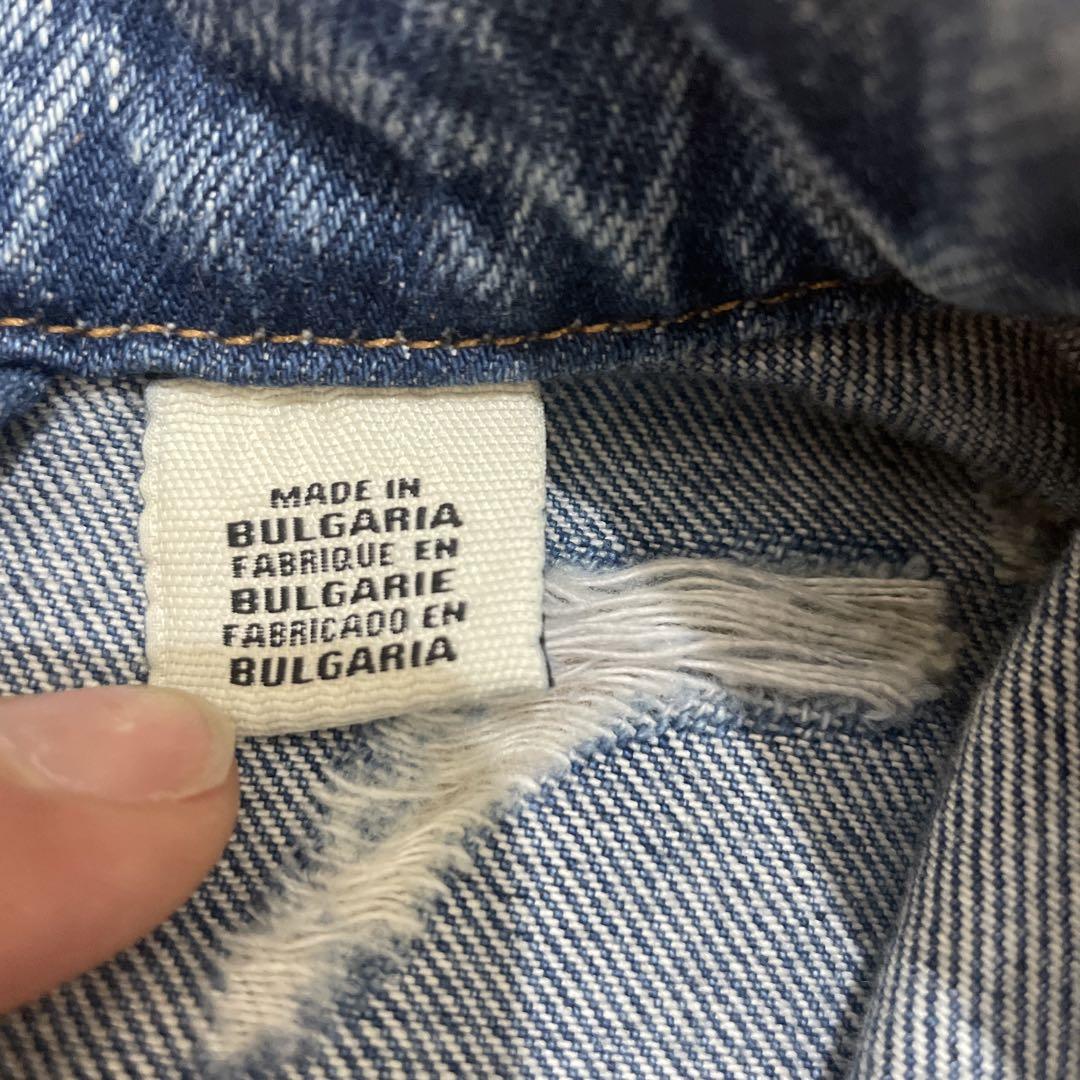 MADE IN
BULGARIA
FABRIQUE EN
BULGARIE
FABRICADO EN
BULGARIA